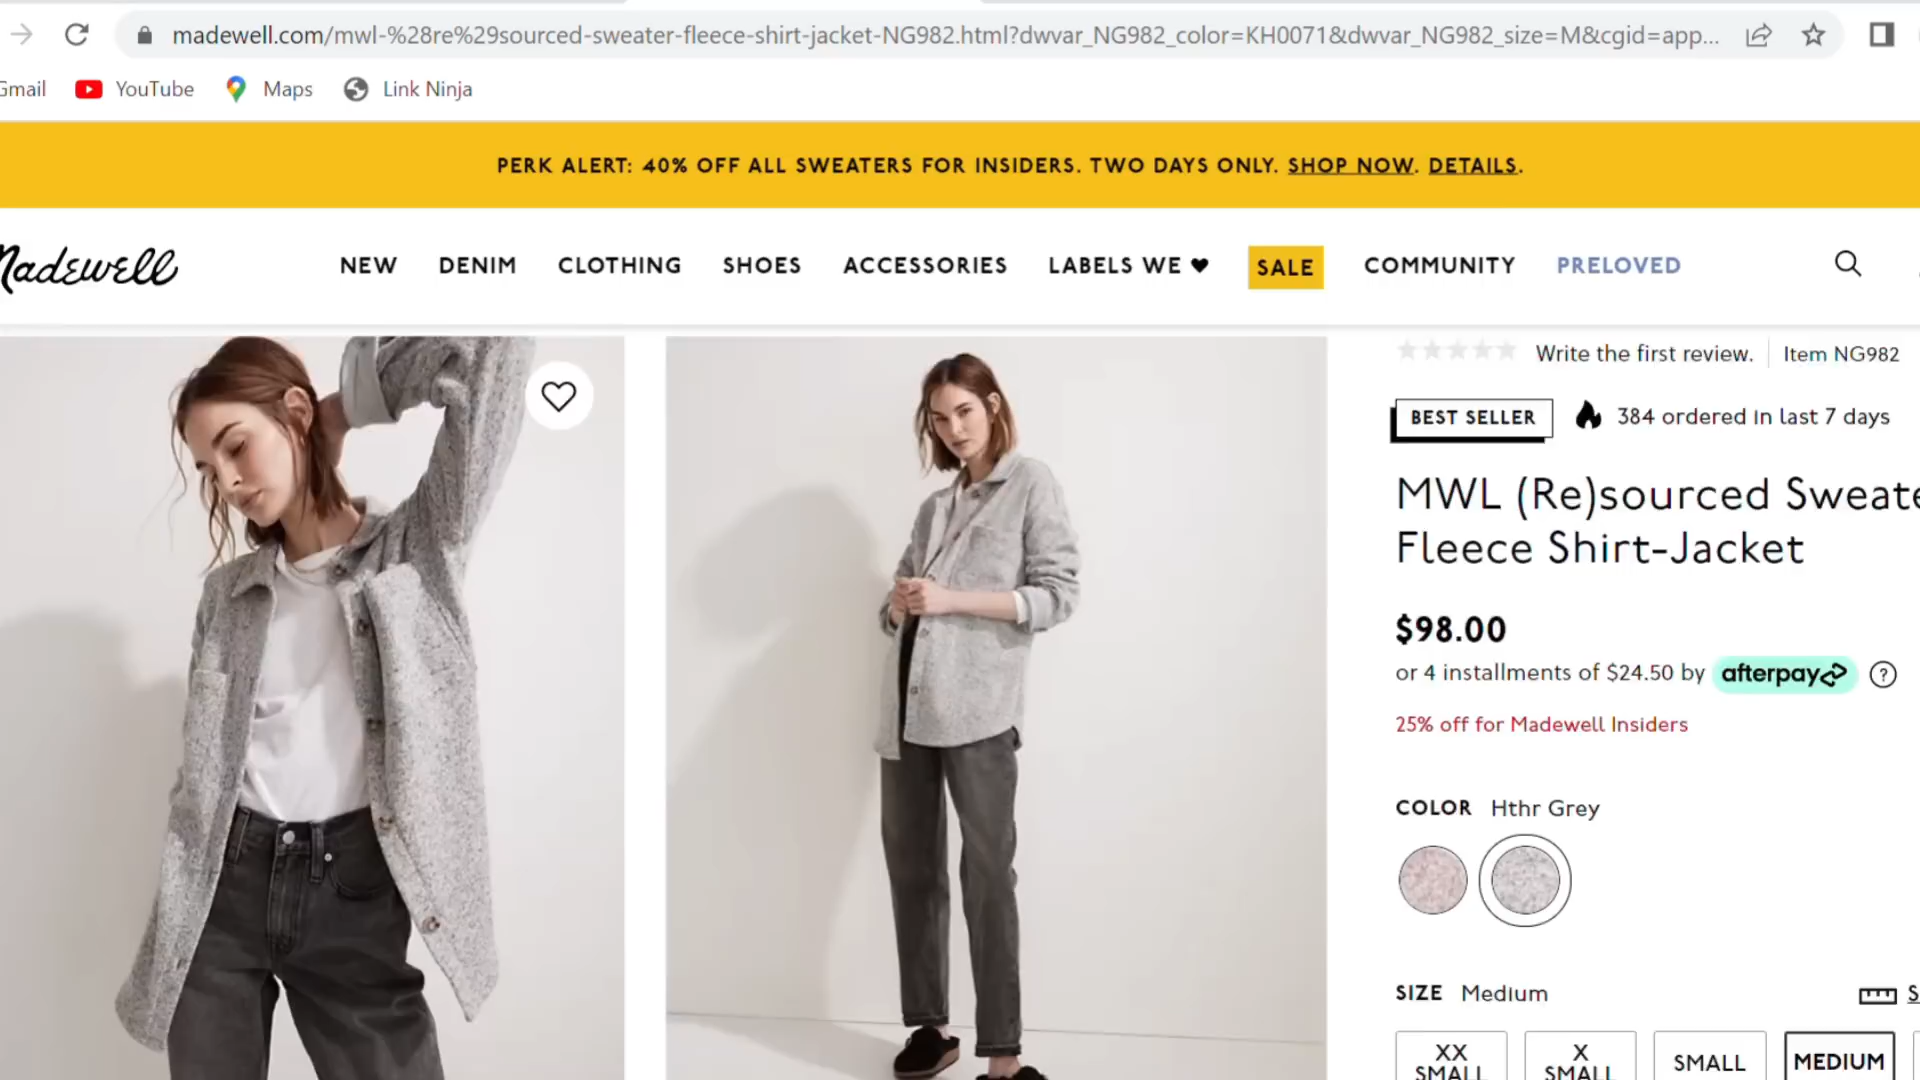 madewell.com/mwl-%28re%29sourced-sweater-fleece-shirt-jacket-NG982.html?dwvar_NG982_color=KH0071&dwvar_NG982_size=M&cgid=app...
Gmail YouTube Maps Link Ninja
PERK ALERT: 40% OFF ALL SWEATERS FOR INSIDERS. TWO DAYS ONLY. SHOP NOW. DETAILS.
Madewell NEW DENIM CLOTHING SHOES ACCESSORIES LABELS WE ♥ SALE COMMUNITY PRELOVED
Write the first review. Item NG982
BEST SELLER 384 ordered in last 7 days
MWL (Re)sourced Sweate
Fleece Shirt-Jacket
$98.00
or 4 installments of $24.50 by afterpay ?
25% off for Madewell Insiders
COLOR Hthr Grey
SIZE Medium S
XX SMALL X SMALL SMALL MEDIUM